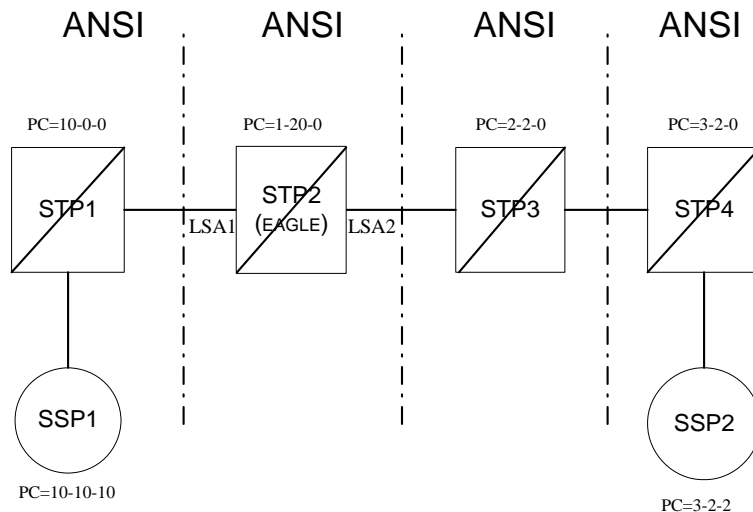 ANSI ANSI ANSI ANSI
PC=10-0-0 PC=1-20-0 PC=2-2-0 PC=3-2-0
STP1 STP2 STP3 STP4
(EAGLE)
LSA1 LSA2
SSP1 SSP2
PC=10-10-10
PC=3-2-2